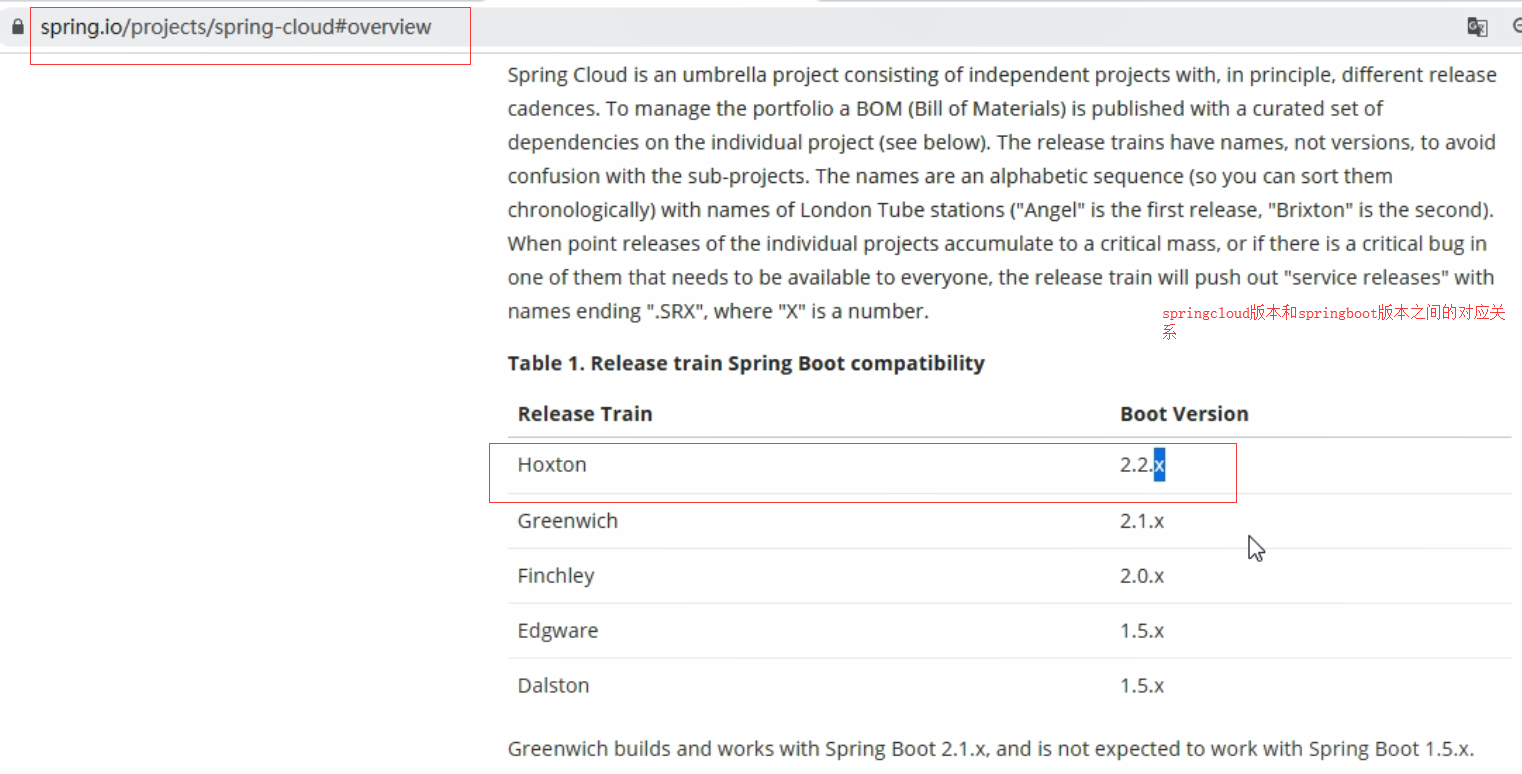 spring.io/projects/spring-cloud#overview
Spring Cloud is an umbrella project consisting of independent projects with, in principle, different release
cadences. To manage the portfolio a BOM (Bill of Materials) is published with a curated set of
dependencies on the individual project (see below). The release trains have names, not versions, to avoid
confusion with the sub-projects. The names are an alphabetic sequence (so you can sort them
chronologically) with names of London Tube stations ("Angel" is the first release, "Brixton" is the second).
When point releases of the individual projects accumulate to a critical mass, or if there is a critical bug in
one of them that needs to be available to everyone, the release train will push out "service releases" with
names ending ".SRX", where "X" is a number.
springcloud版本和springboot版本之间的对应关
系
Table 1. Release train Spring Boot compatibility
Release Train Boot Version
Hoxton 2.2.x
Greenwich 2.1.x
Finchley 2.0.x
Edgware 1.5.x
Dalston 1.5.x
Greenwich builds and works with Spring Boot 2.1.x, and is not expected to work with Spring Boot 1.5.x.